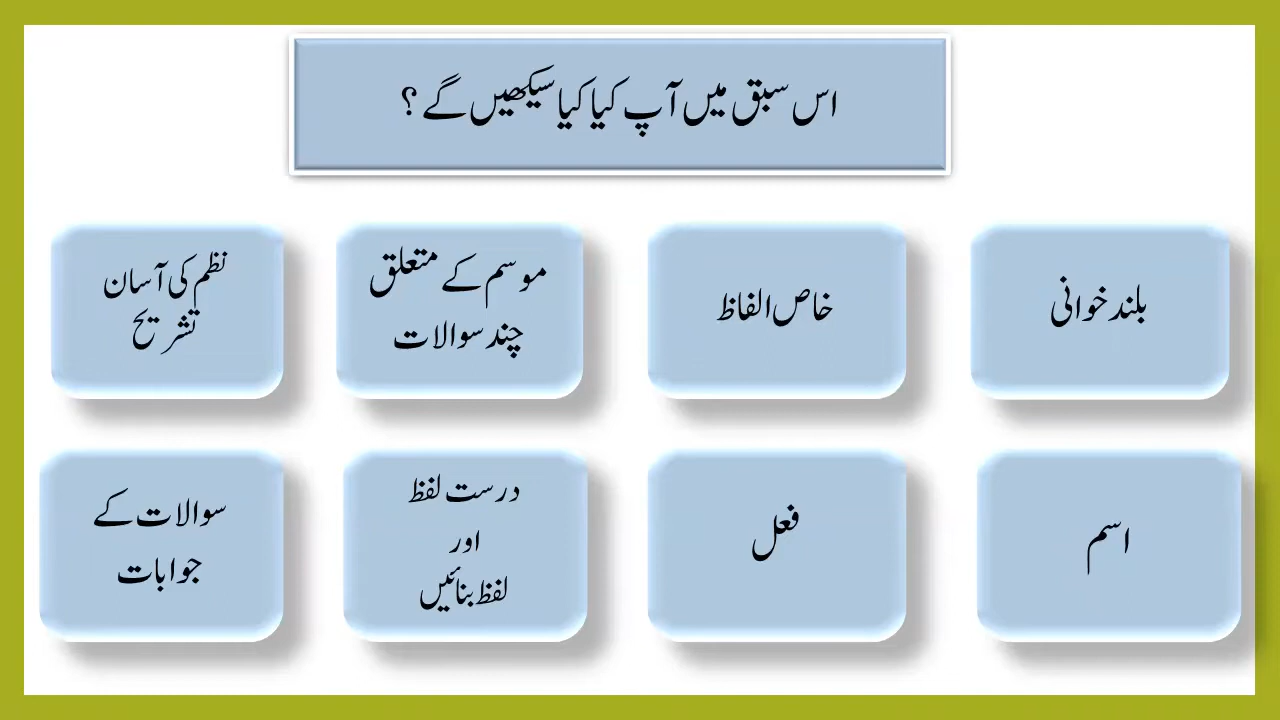 اس سبق میں آپ کیا کیا سیکھیں گے ؟
بلند خوانی
خاص الفاظ
موسم کے متعلق
چند سوالات
نظم کی آسان
تشریح
اسم
فعل
درست لفظ
اور
لفظ بنائیں
سوالات کے
جوابات